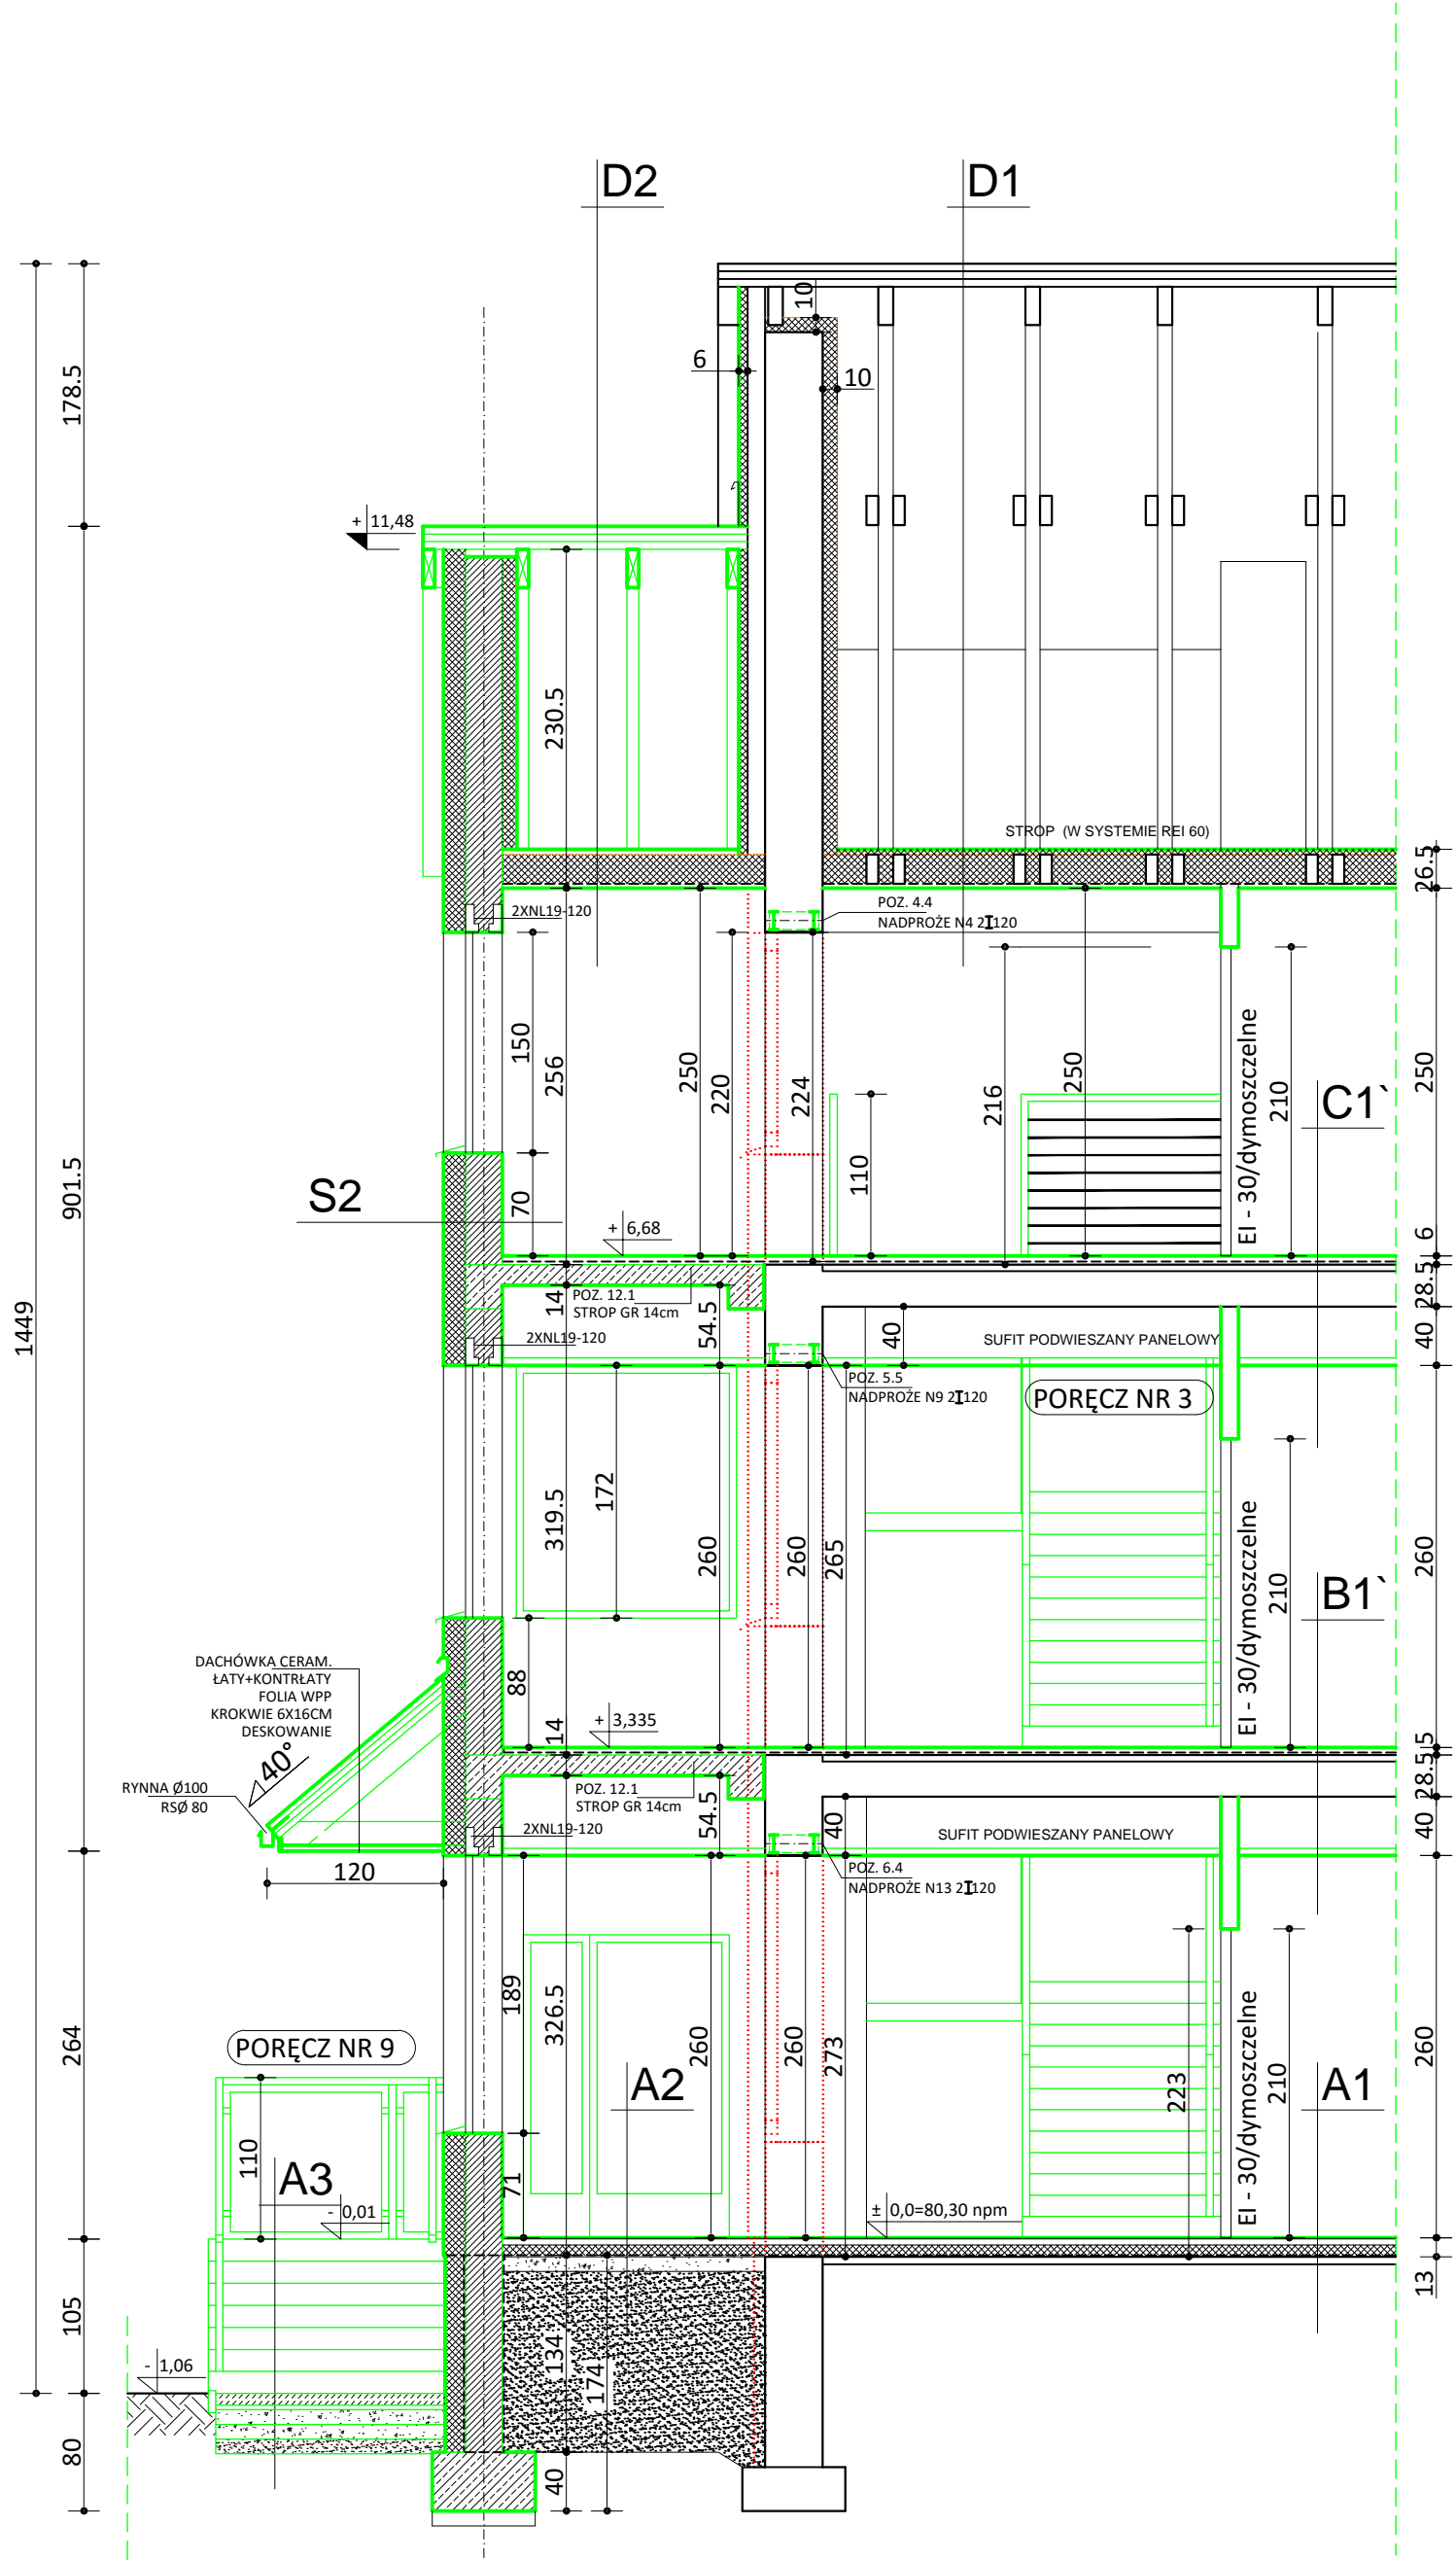 D2
D1
10
6
10
178.5
+ 11,48
230.5
STROP (W SYSTEMIE REI 60)
26.5
2XNL19-120
POZ. 4.4
NADPROŻE N4 2I120
150
256
250
220
224
216
250
210
EI - 30/dymoszczelne
250
C1`
110
901.5
S2
70
+ 6,68
6
28.5
14
POZ. 12.1
STROP GR 14cm
54.5
40
SUFIT PODWIESZANY PANELOWY
40
1449
2XNL19-120
POZ. 5.5
NADPROŻE N9 2I120
PORĘCZ NR 3
172
319.5
260
260
265
210
EI - 30/dymoszczelne
260
B1`
DACHÓWKA CERAM.
ŁATY+KONTRŁATY
FOLIA WPP
KROKWIE 6X16CM
DESKOWANIE
88
+ 3,335
14
5
28.5
40°
RYNNA Ø100
RSØ 80
POZ. 12.1
STROP GR 14cm
54.5
40
SUFIT PODWIESZANY PANELOWY
40
2XNL19-120
POZ. 6.4
NADPROŻE N13 2I120
120
189
326.5
260
260
273
223
210
EI - 30/dymoszczelne
260
264
PORĘCZ NR 9
A2
A1
110
A3
- 0,01
71
± 0,0=80,30 npm
13
105
- 1,06
134
174
80
40